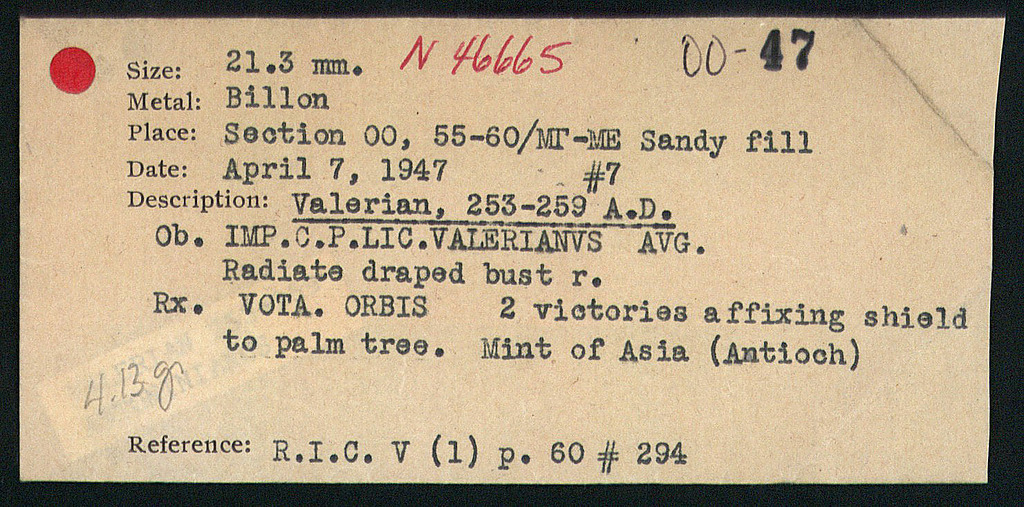 N 46665 00-47
Size: 21.3 mm.
Metal: Billon
Place: Section OO, 55-60/MΓ-ME Sandy fill
Date: April 7, 1947 #7
Description: Valerian, 253-259 A.D.
Ob. IMP.C.P.LIC.VALERIANVS AVG.
Radiate draped bust r.
Rx. VOTA. ORBIS 2 victories affixing shield
to palm tree. Mint of Asia (Antioch)
4.13 gr
Reference: R.I.C. V (1) p. 60 # 294